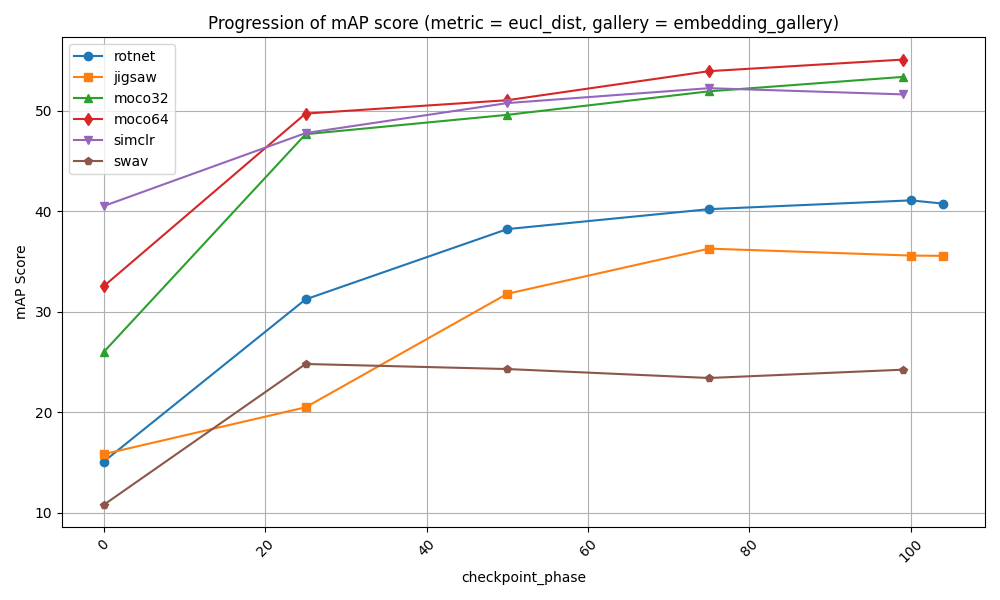 Progression of mAP score (metric = eucl_dist, gallery = embedding_gallery)
rotnet
jigsaw
moco32
moco64
simclr
swav
mAP Score
50
40
30
20
10
0
20
40
60
80
100
checkpoint_phase